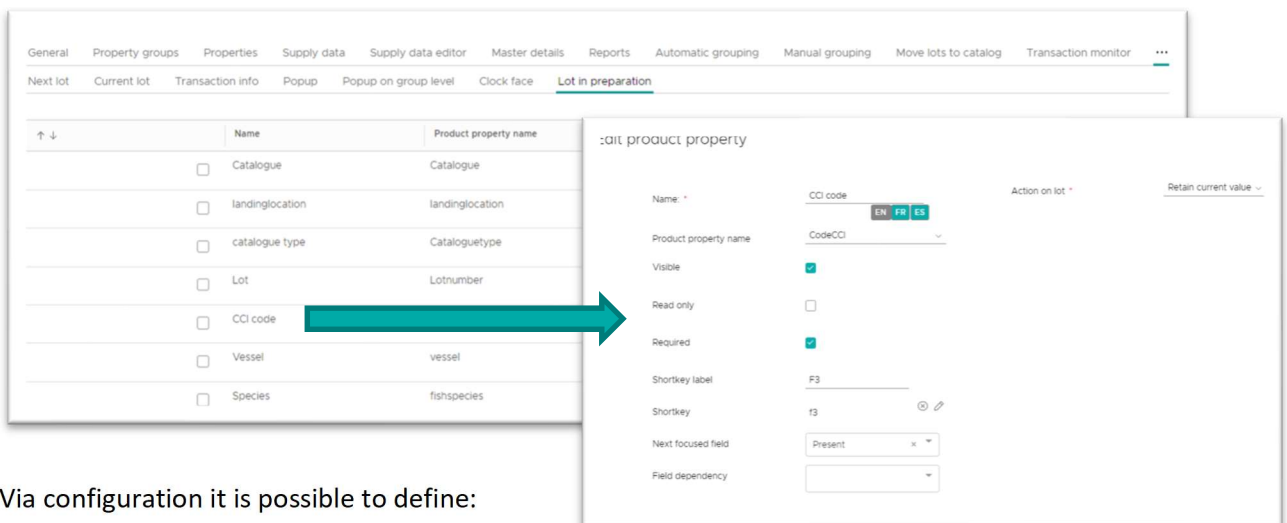 General Property groups Properties Supply data Supply data editor Master details Reports Automatic grouping Manual grouping Move lots to catalog Transaction monitor ...
Next lot Current lot Transaction info Popup Popup on group level Clock face Lot in preparation
↑↓ Name Product property name
Catalogue Catalogue
landinglocation landinglocation
catalogue type Cataloguetype
Lot Lotnumber
CCI code CodeCCI
Vessel vessel
Species fishspecies
Edit product property
Name: * CCI code
EN FR ES
Action on lot * Retain current value
Product property name CodeCCI
Visible
Read only
Required
Shortkey label F3
Shortkey f3
Next focused field Present ×
Field dependency
Via configuration it is possible to define: